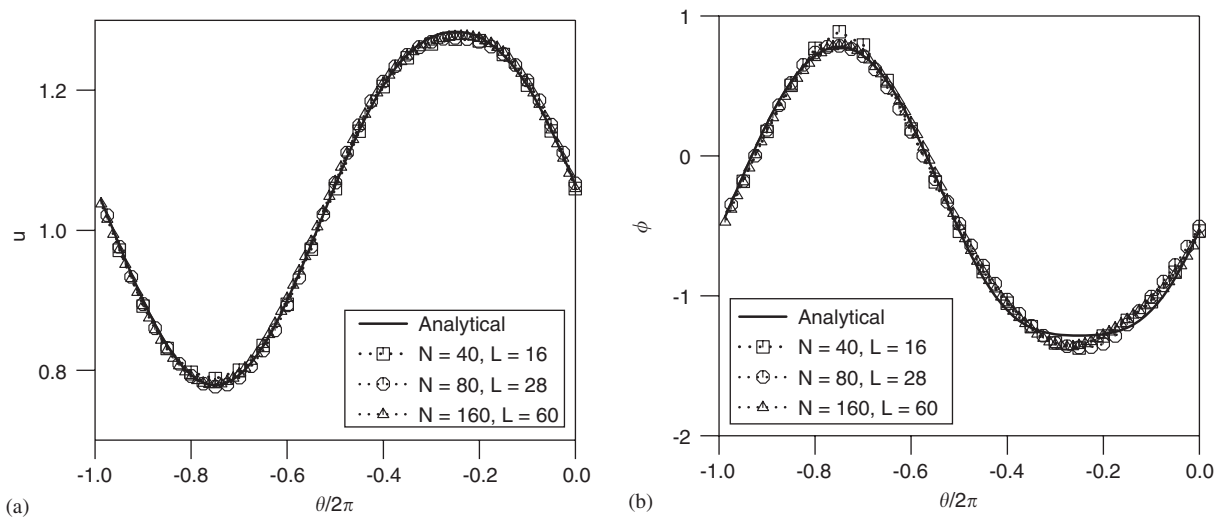 1.2
1.0
0.8
u
Analytical
N = 40, L = 16
N = 80, L = 28
N = 160, L = 60
-1.0 -0.8 -0.6 -0.4 -0.2 0.0
θ/2π
(a)
1
0
-1
-2
ϕ
Analytical
N = 40, L = 16
N = 80, L = 28
N = 160, L = 60
-1.0 -0.8 -0.6 -0.4 -0.2 0.0
θ/2π
(b)